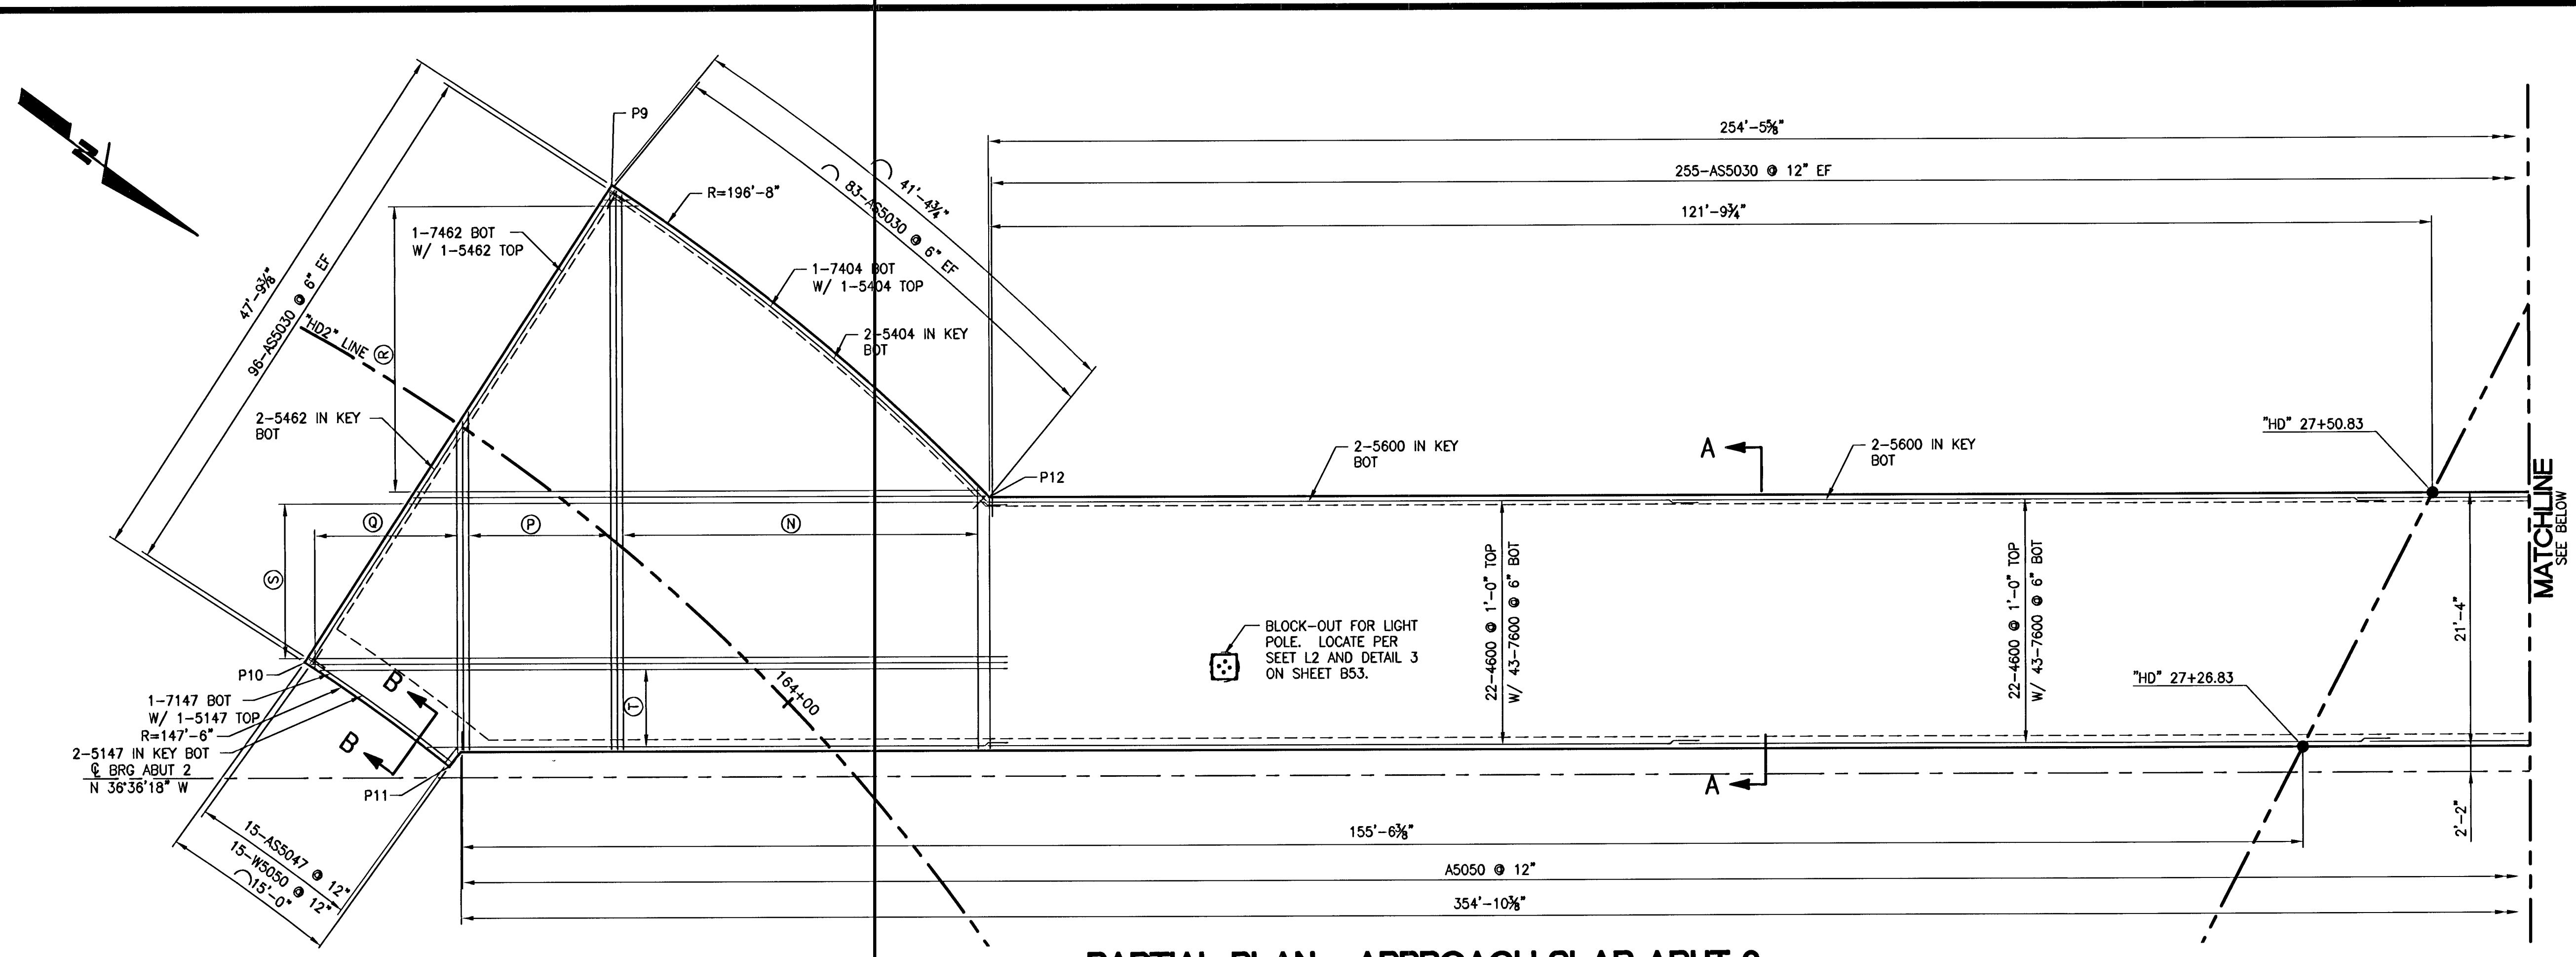 N
P9
254'-5⅝"
255-AS5030 @ 12" EF
121'-9¾"
41'-4¾"
83-AS5030 @ 6" EF
R=196'-8"
1-7462 BOT
W/ 1-5462 TOP
1-7404 BOT
W/ 1-5404 TOP
2-5404 IN KEY
BOT
47'-9⅜"
96-AS5030 @ 6" EF
"HD2" LINE
R
2-5462 IN KEY
BOT
P12
2-5600 IN KEY
BOT
A
2-5600 IN KEY
BOT
"HD" 27+50.83
MATCHLINE
SEE BELOW
Q
P
N
S
T
22-4600 @ 1'-0" TOP
W/ 43-7600 @ 6" BOT
22-4600 @ 1'-0" TOP
W/ 43-7600 @ 6" BOT
21'-4"
BLOCK-OUT FOR LIGHT
POLE. LOCATE PER
SEET L2 AND DETAIL 3
ON SHEET B53.
"HD" 27+26.83
164+00
P10
B
1-7147 BOT
W/ 1-5147 TOP
R=147'-6"
2-5147 IN KEY BOT
B
℄ BRG ABUT 2
N 36°36'18" W
P11
A
2'-2"
15-AS5047 @ 12"
15-W5050 @ 12"
15'-0"
155'-6⅜"
A5050 @ 12"
354'-10⅜"
PARTIAL PLAN - APPROACH SLAB ABUT 2